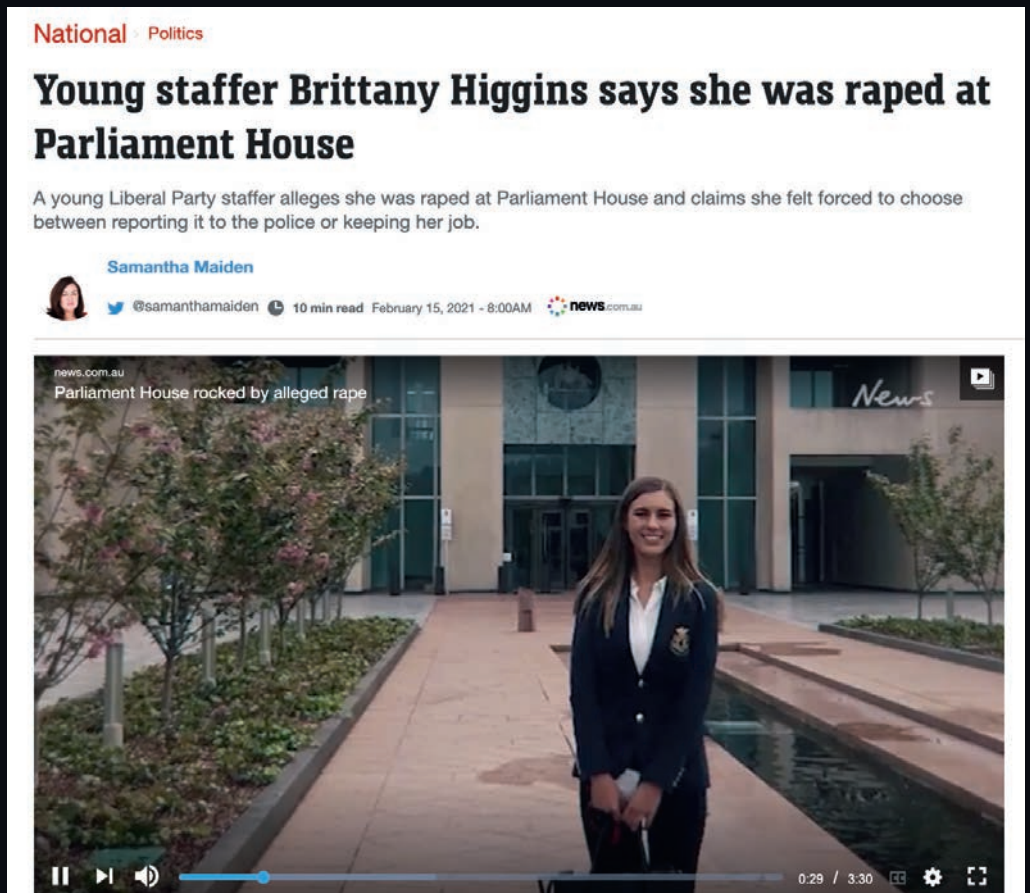 National Politics
Young staffer Brittany Higgins says she was raped at
Parliament House
A young Liberal Party staffer alleges she was raped at Parliament House and claims she felt forced to choose
between reporting it to the police or keeping her job.
Samantha Maiden
@samanthamaiden 10 min read February 15, 2021 - 8:00AM news.com.au
news.com.au
Parliament House rocked by alleged rape
News
0:29 / 3:30 CC